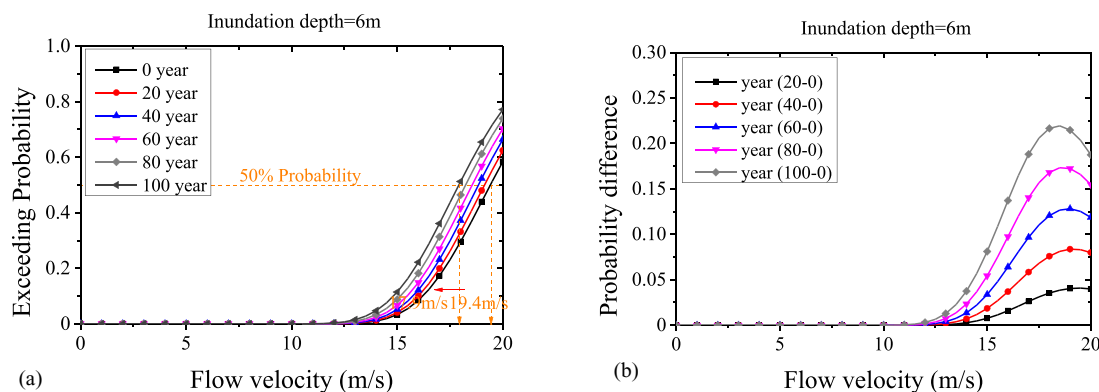 Inundation depth=6m
Exceeding Probability
1.0
0.8
0.6
0.4
0.2
0
0 year
20 year
40 year
60 year
80 year
100 year
50% Probability
m/s19.4m/s
0 5 10 15 20
Flow velocity (m/s)
(a)
Inundation depth=6m
Probability difference
0.30
0.25
0.20
0.15
0.10
0.05
0
year (20-0)
year (40-0)
year (60-0)
year (80-0)
year (100-0)
0 5 10 15 20
Flow velocity (m/s)
(b)